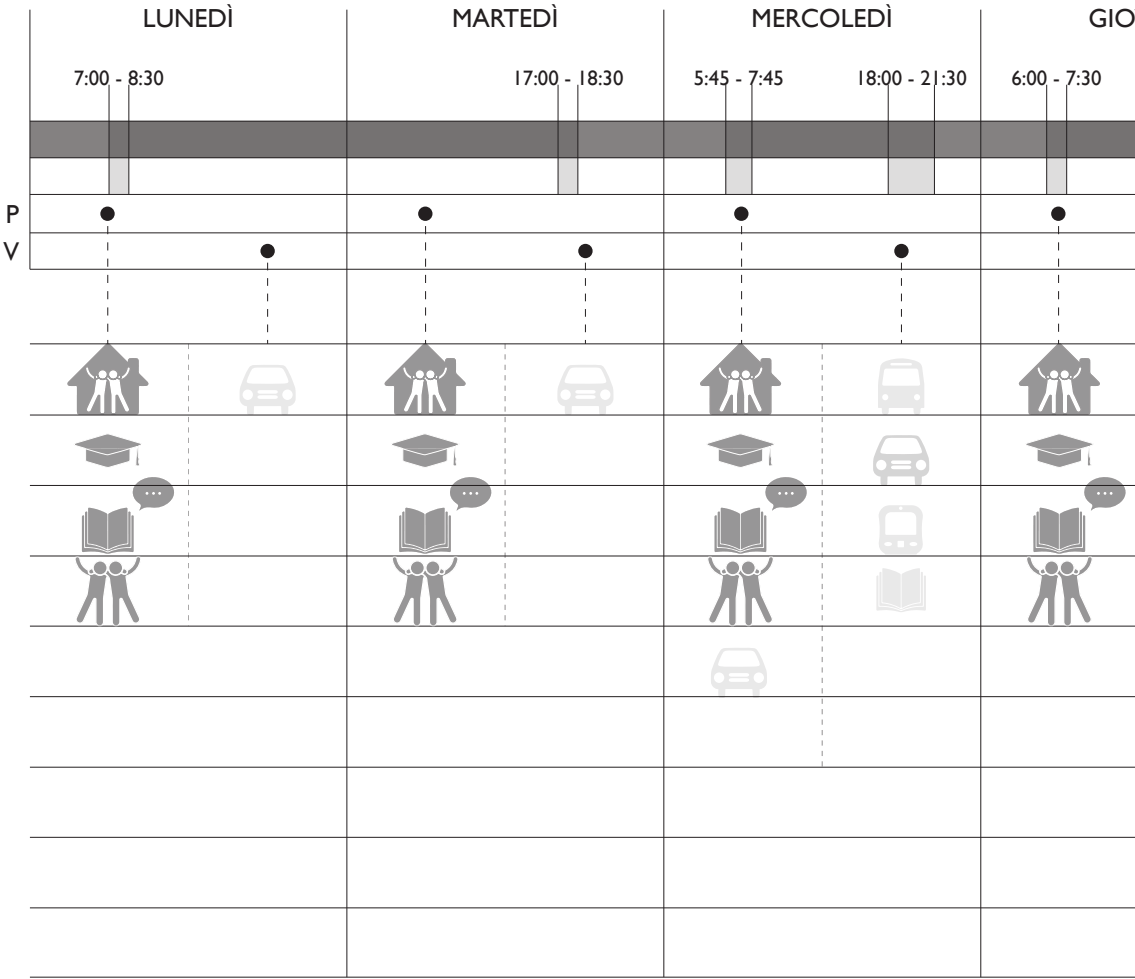 LUNEDÌ MARTEDÌ MERCOLEDÌ GIO
7:00 - 8:30 17:00 - 18:30 5:45 - 7:45 18:00 - 21:30 6:00 - 7:30
P
V